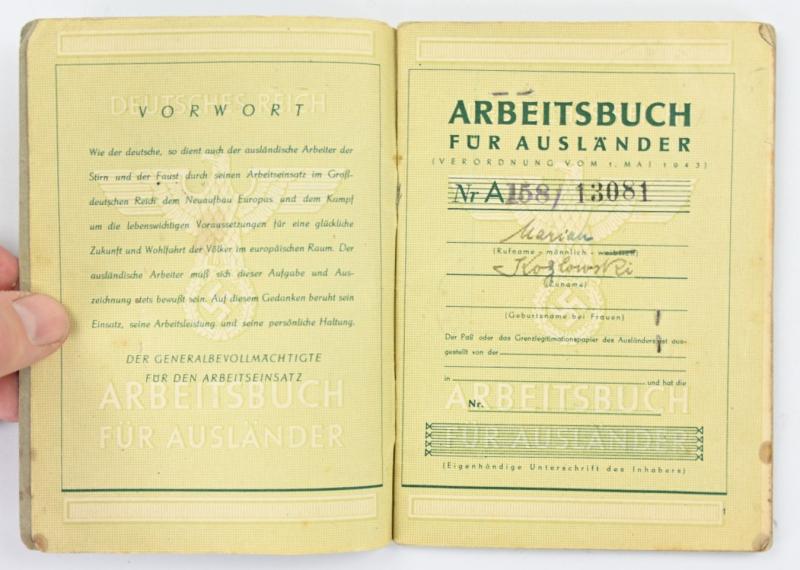 DEUTSCHES REICH
VORWORT
Wie der deutsche, so dient auch der ausländische Arbeiter der
Stirn und der Faust durch seinen Arbeitseinsatz im Groß-
deutschen Reich dem Neuaufbau Europas und dem Kampf
um die lebenswichtigen Voraussetzungen für eine glückliche
Zukunft und Wohlfahrt der Völker im europäischen Raum. Der
ausländische Arbeiter muß sich dieser Aufgabe und Aus-
zeichnung stets bewußt sein. Auf diesem Gedanken beruht sein
Einsatz, seine Arbeitsleistung und seine persönliche Haltung.
DER GENERALBEVOLLMÄCHTIGTE
FÜR DEN ARBEITSEINSATZ
ARBEITSBUCH
FÜR AUSLÄNDER
ARBEITSBUCH
FÜR AUSLÄNDER
(VERORDNUNG VOM 1. MAI 1943)
Nr A 158/ 13081
Marian
(Rufname - männlich - weiblich)
Kozłowski
(Zuname)
(Geburtsname bei Frauen)
Der Paß oder das Grenzlegitimationspapier des Ausländers ist aus-
gestellt von der
in und hat die
ARBEITSBUCH
Nr.
FÜR AUSLÄNDER
(Eigenhändige Unterschrift des Inhabers)
1